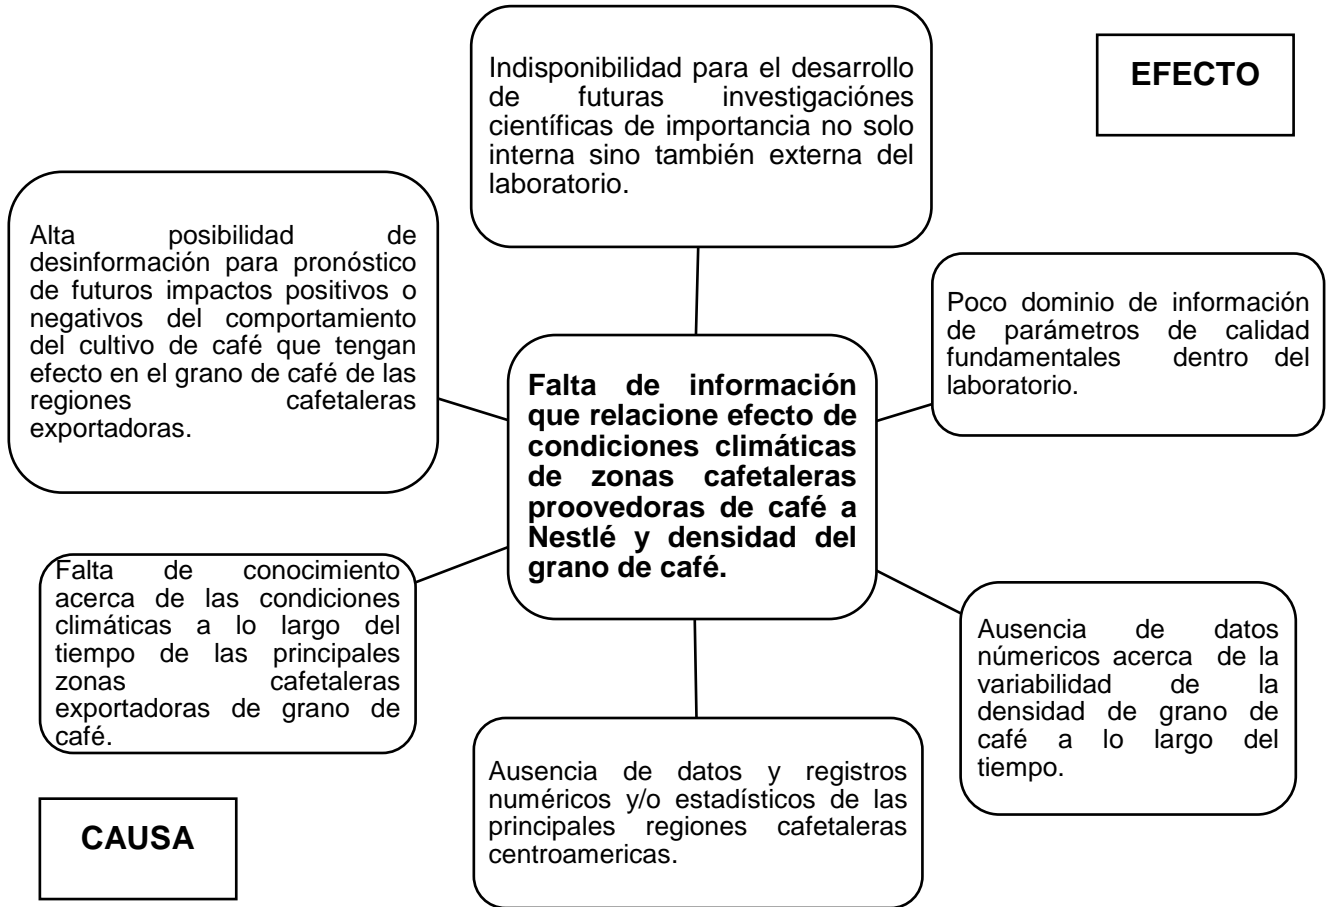 Indisponibilidad para el desarrollo
de futuras investigaciónes
científicas de importancia no solo
interna sino también externa del
laboratorio.
EFECTO
Alta posibilidad de
desinformación para pronóstico
de futuros impactos positivos o
negativos del comportamiento
del cultivo de café que tengan
efecto en el grano de café de las
regiones cafetaleras
exportadoras.
Poco dominio de información
de parámetros de calidad
fundamentales dentro del
laboratorio.
Falta de información
que relacione efecto de
condiciones climáticas
de zonas cafetaleras
proovedoras de café a
Nestlé y densidad del
grano de café.
Falta de conocimiento
acerca de las condiciones
climáticas a lo largo del
tiempo de las principales
zonas cafetaleras
exportadoras de grano de
café.
Ausencia de datos
númericos acerca de la
variabilidad de la
densidad de grano de
café a lo largo del
tiempo.
Ausencia de datos y registros
numéricos y/o estadísticos de las
principales regiones cafetaleras
centroamericas.
CAUSA